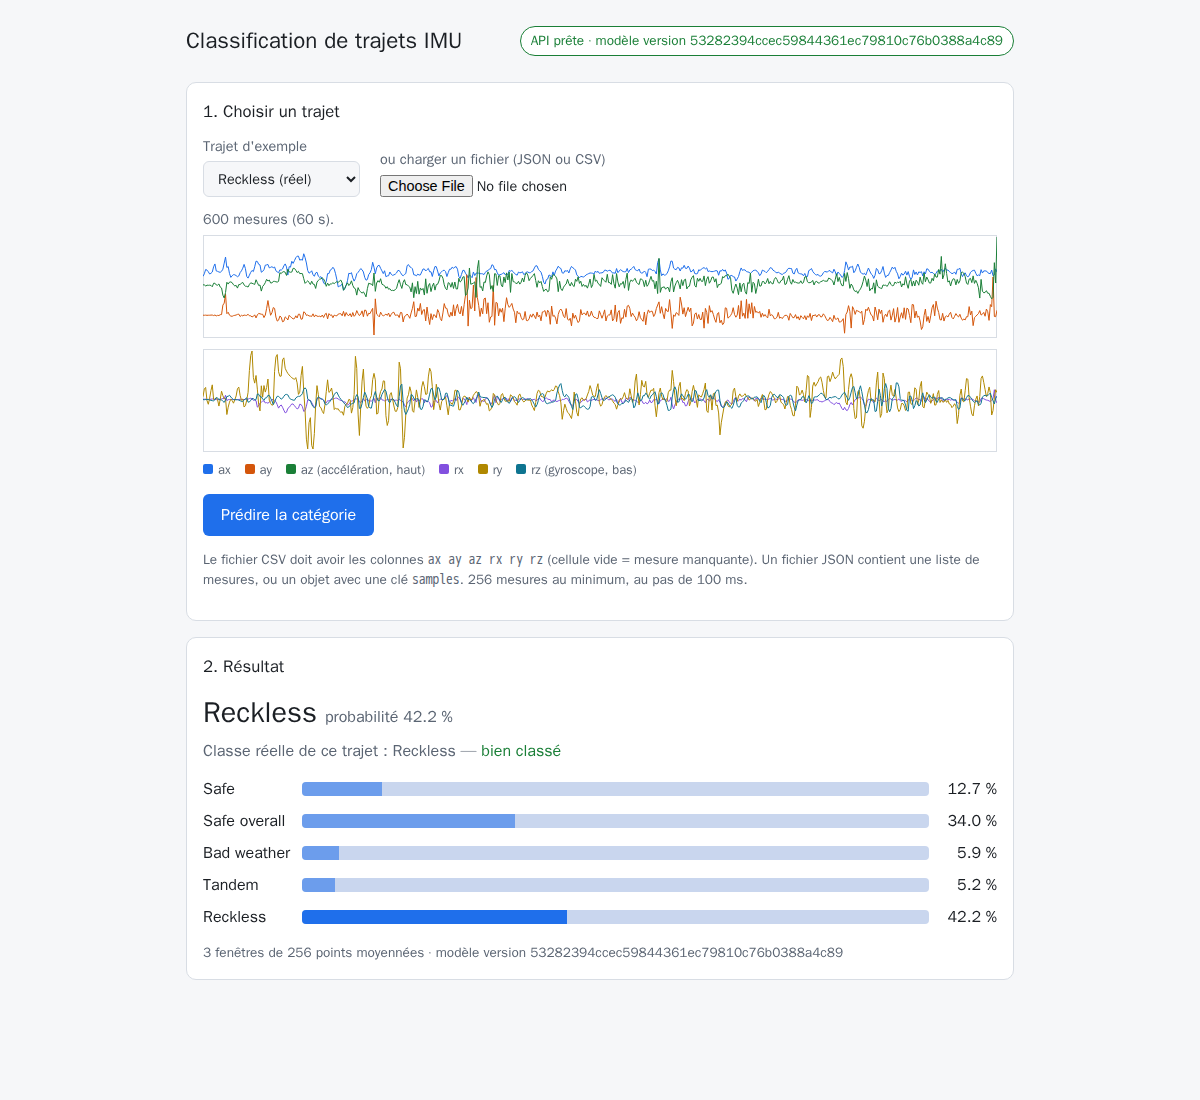 Classification de trajets IMU
API prête · modèle version 53282394ccec59844361ec79810c76b0388a4c89
1. Choisir un trajet
Trajet d'exemple
ou charger un fichier (JSON ou CSV)
Reckless (réel)
Choose File No file chosen
600 mesures (60 s).
ax ay az (accélération, haut) rx ry rz (gyroscope, bas)
Prédire la catégorie
Le fichier CSV doit avoir les colonnes ax ay az rx ry rz (cellule vide = mesure manquante). Un fichier JSON contient une liste de
mesures, ou un objet avec une clé samples. 256 mesures au minimum, au pas de 100 ms.
2. Résultat
Reckless probabilité 42.2 %
Classe réelle de ce trajet : Reckless — bien classé
Safe 12.7 %
Safe overall 34.0 %
Bad weather 5.9 %
Tandem 5.2 %
Reckless 42.2 %
3 fenêtres de 256 points moyennées · modèle version 53282394ccec59844361ec79810c76b0388a4c89